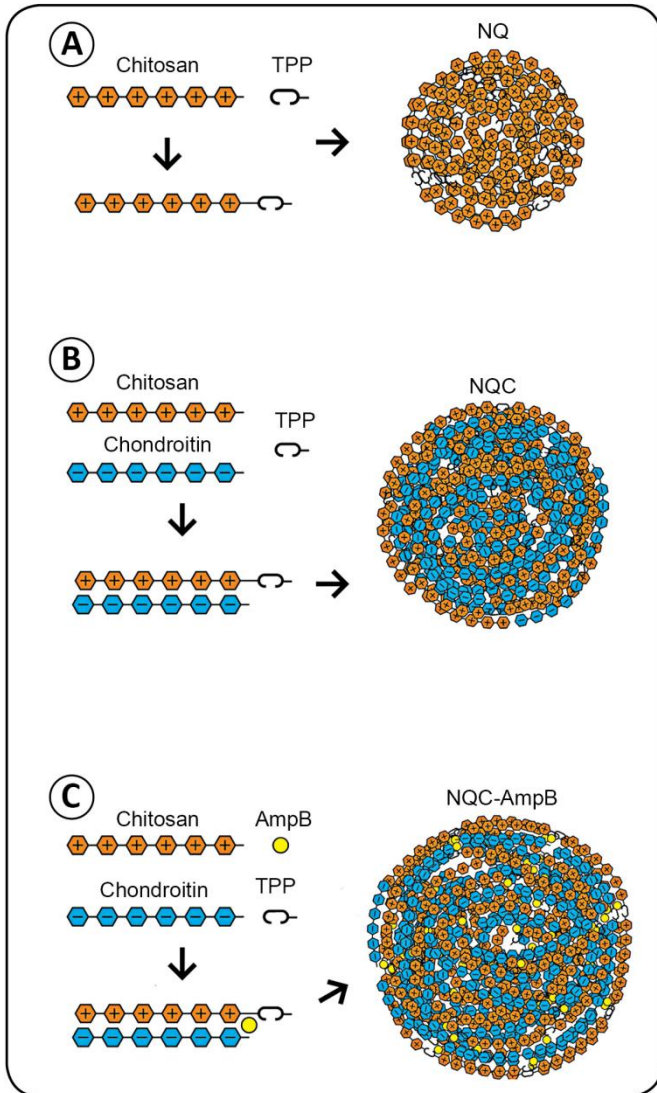 A
Chitosan TPP NQ
B
Chitosan NQC
TPP
Chondroitin
C
NQC-AmpB
Chitosan AmpB
Chondroitin TPP